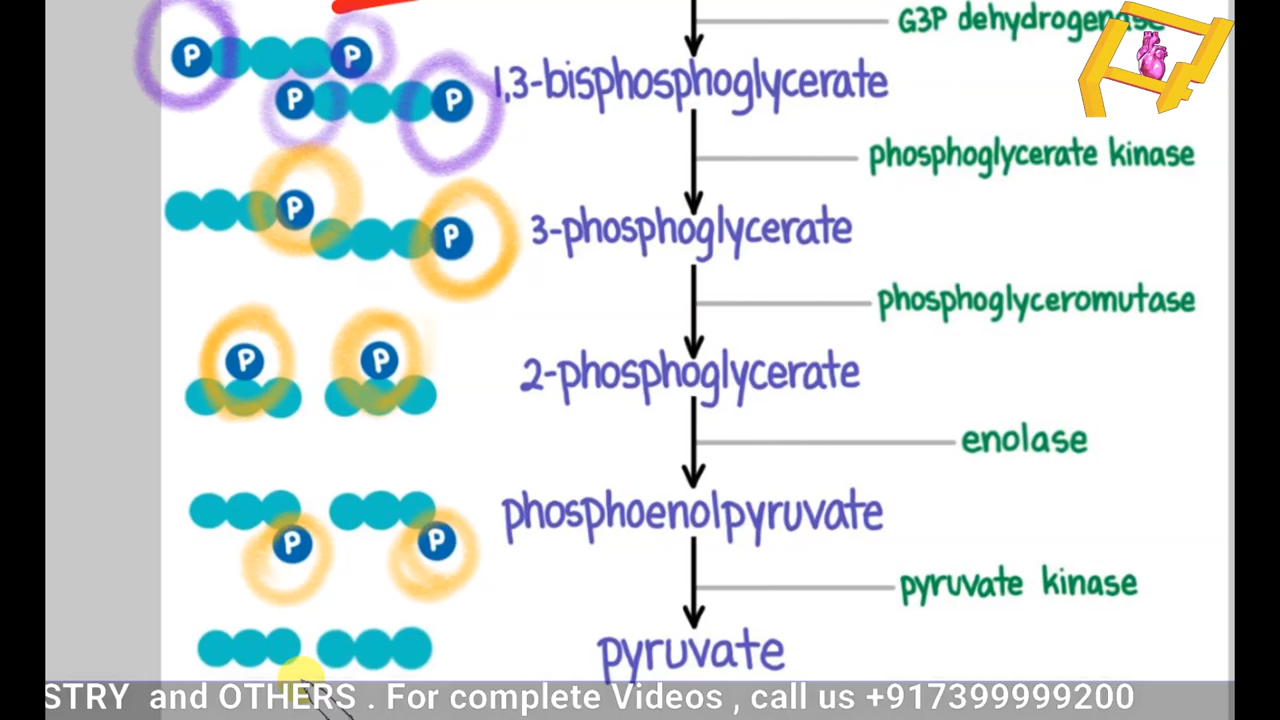 G3P dehydrogenase
P P
P P
1,3-bisphosphoglycerate
phosphoglycerate kinase
P
P
3-phosphoglycerate
phosphoglyceromutase
P P
2-phosphoglycerate
enolase
phosphoenolpyruvate
P P
pyruvate kinase
pyruvate
STRY and OTHERS . For complete Videos , call us +917399999200